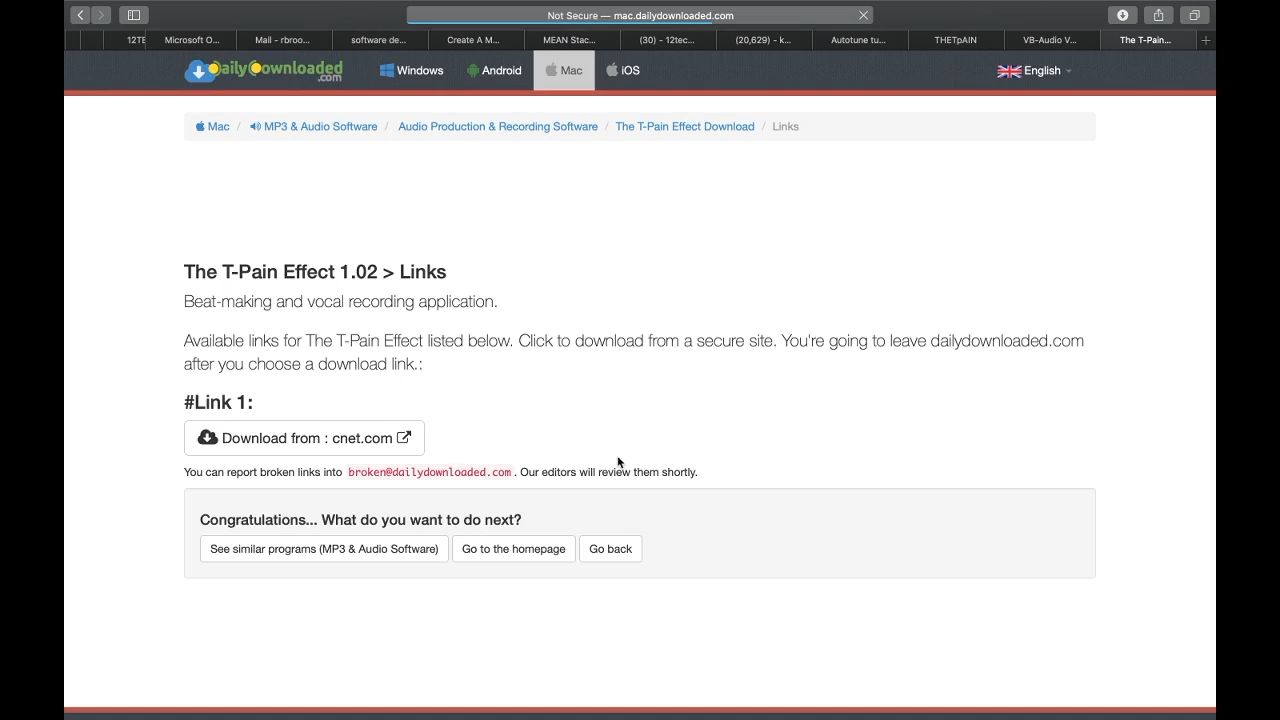 Not Secure — mac.dailydownloaded.com
12TE
Microsoft O...
Mail - rbroo...
software de...
Create A M...
MEAN Stac...
(30) - 12tec...
(20,629) - k...
Autotune tu...
THETpAIN
VB-Audio V...
The T-Pain...
DailyDownloaded
.com
Windows
Android
Mac
iOS
English
Mac / MP3 & Audio Software / Audio Production & Recording Software / The T-Pain Effect Download / Links
The T-Pain Effect 1.02 > Links
Beat-making and vocal recording application.
Available links for The T-Pain Effect listed below. Click to download from a secure site. You're going to leave dailydownloaded.com
after you choose a download link.:
#Link 1:
Download from : cnet.com
You can report broken links into broken@dailydownloaded.com. Our editors will review them shortly.
Congratulations... What do you want to do next?
See similar programs (MP3 & Audio Software)
Go to the homepage
Go back